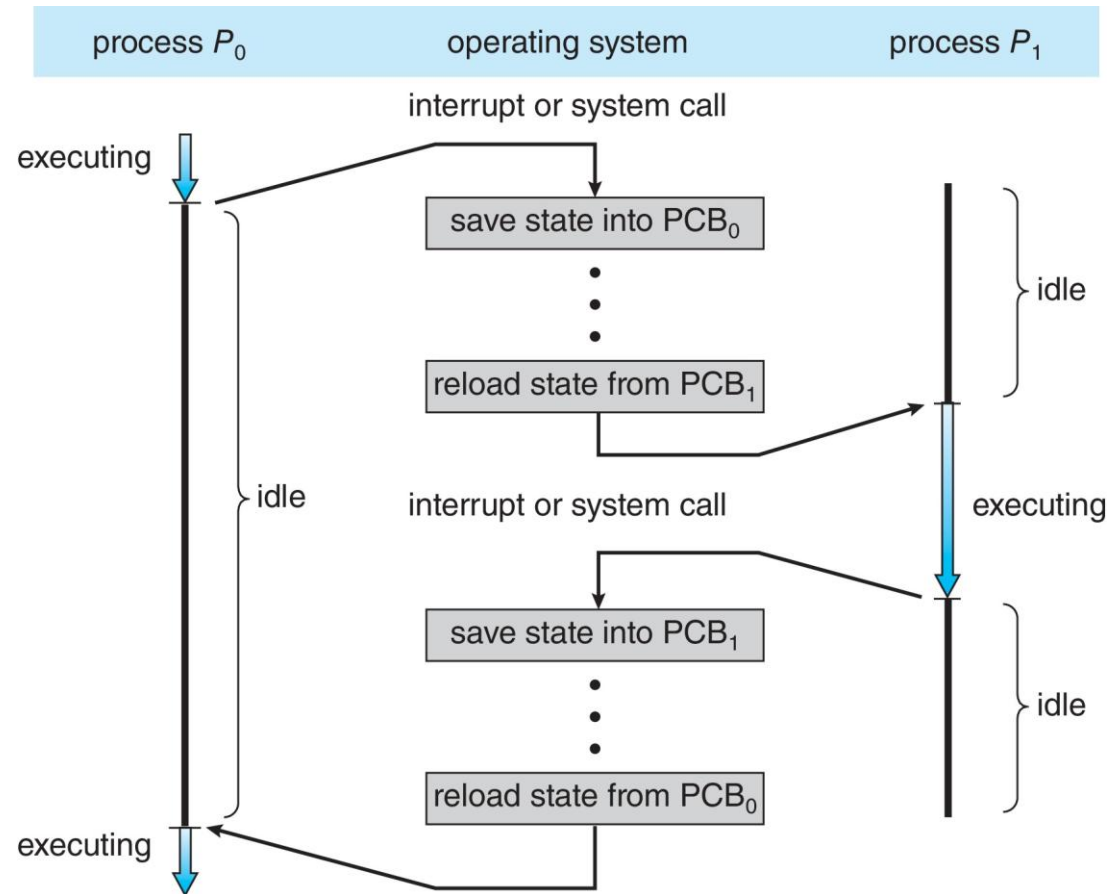 process P₀ operating system process P₁
interrupt or system call
executing
save state into PCB₀
idle
reload state from PCB₁
idle
interrupt or system call
executing
save state into PCB₁
idle
reload state from PCB₀
executing